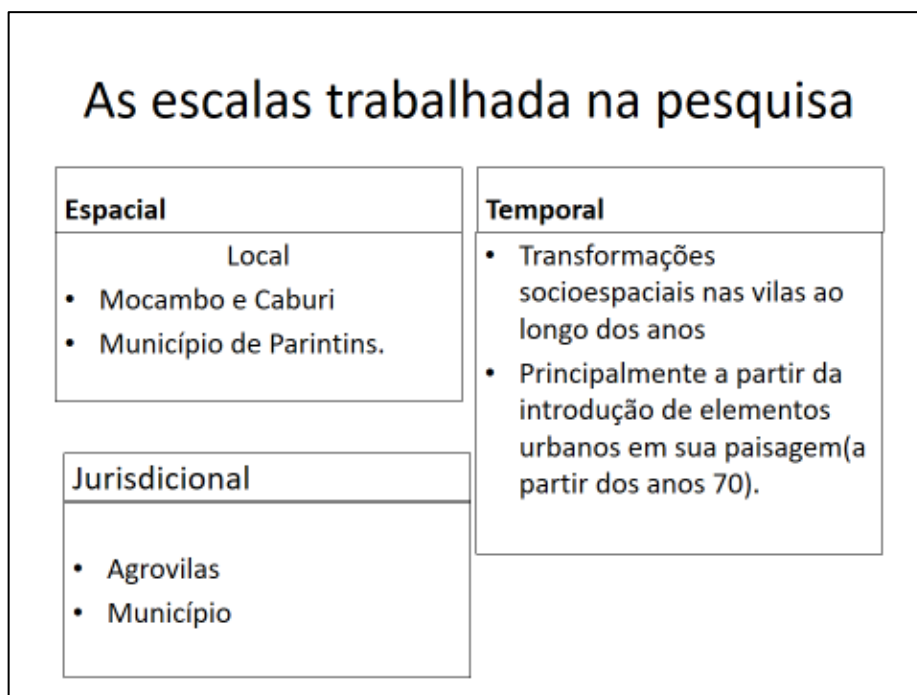 As escalas trabalhada na pesquisa
Espacial
Local
• Mocambo e Caburi
• Município de Parintins.
Temporal
• Transformações
socioespaciais nas vilas ao
longo dos anos
• Principalmente a partir da
introdução de elementos
urbanos em sua paisagem(a
partir dos anos 70).
Jurisdicional
• Agrovilas
• Município